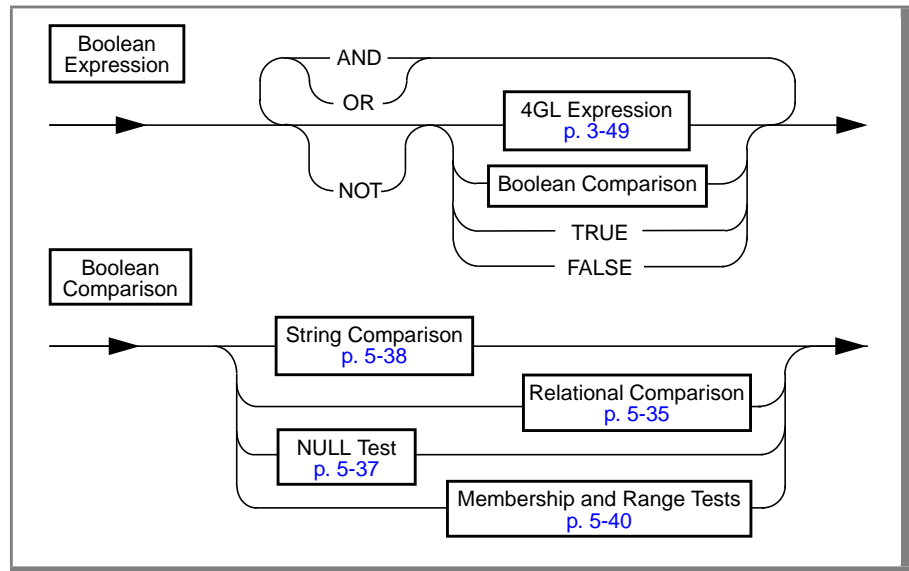 Boolean
Expression
AND
OR
NOT
4GL Expression
p. 3-49
Boolean Comparison
TRUE
FALSE
Boolean
Comparison
String Comparison
p. 5-38
Relational Comparison
p. 5-35
NULL Test
p. 5-37
Membership and Range Tests
p. 5-40